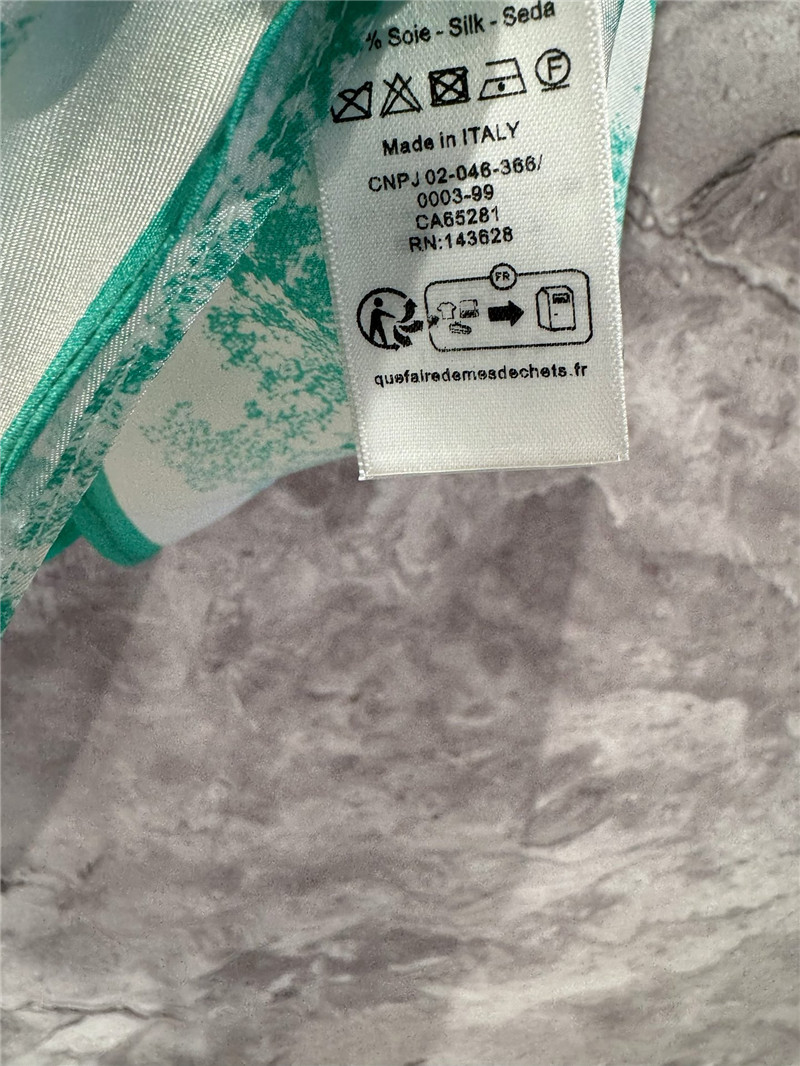 % Soie - Silk - Seda
F
Made in ITALY
CNPJ 02-046-366/
0003-99
CA65281
RN:143628
FR
quefairedemesdechets.fr